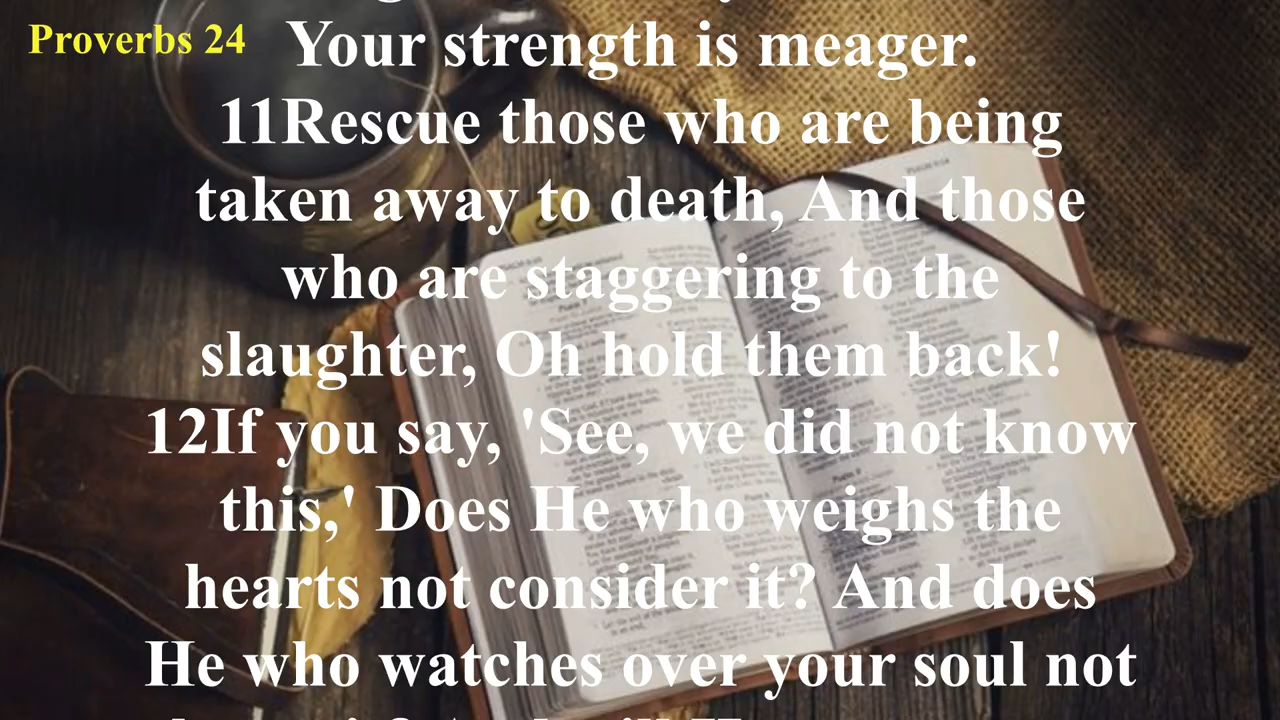 Proverbs 24
Your strength is meager.
11Rescue those who are being
taken away to death, And those
who are staggering to the
slaughter, Oh hold them back!
12If you say, 'See, we did not know
this,' Does He who weighs the
hearts not consider it? And does
He who watches over your soul not